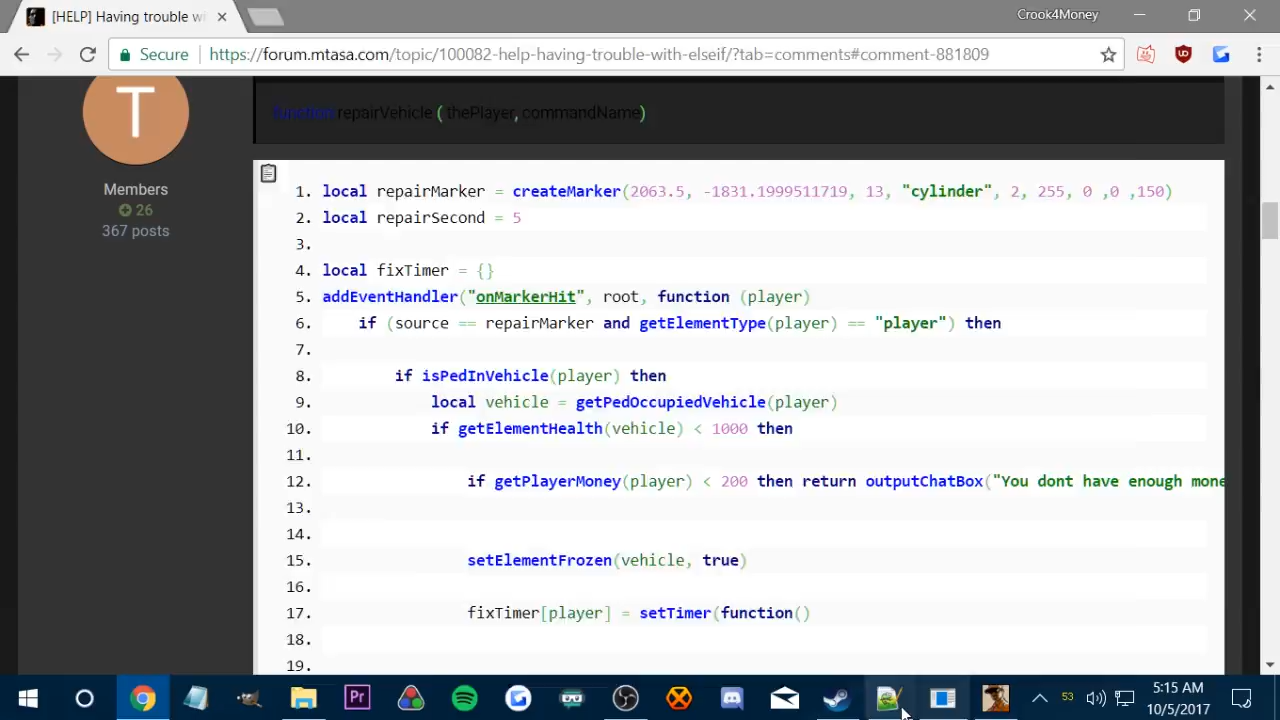 [HELP] Having trouble wi
Crook4Money
Secure https://forum.mtasa.com/topic/100082-help-having-trouble-with-elseif/?tab=comments#comment-881809
T
Members
26
367 posts
function repairVehicle ( thePlayer, commandName)
1. local repairMarker = createMarker(2063.5, -1831.1999511719, 13, "cylinder", 2, 255, 0 ,0 ,150)
2. local repairSecond = 5
3.
4. local fixTimer = {}
5. addEventHandler("onMarkerHit", root, function (player)
6. if (source == repairMarker and getElementType(player) == "player") then
7.
8. if isPedInVehicle(player) then
9. local vehicle = getPedOccupiedVehicle(player)
10. if getElementHealth(vehicle) < 1000 then
11.
12. if getPlayerMoney(player) < 200 then return outputChatBox("You dont have enough mone
13.
14.
15. setElementFrozen(vehicle, true)
16.
17. fixTimer[player] = setTimer(function()
18.
19.
Pr
53
5:15 AM
10/5/2017